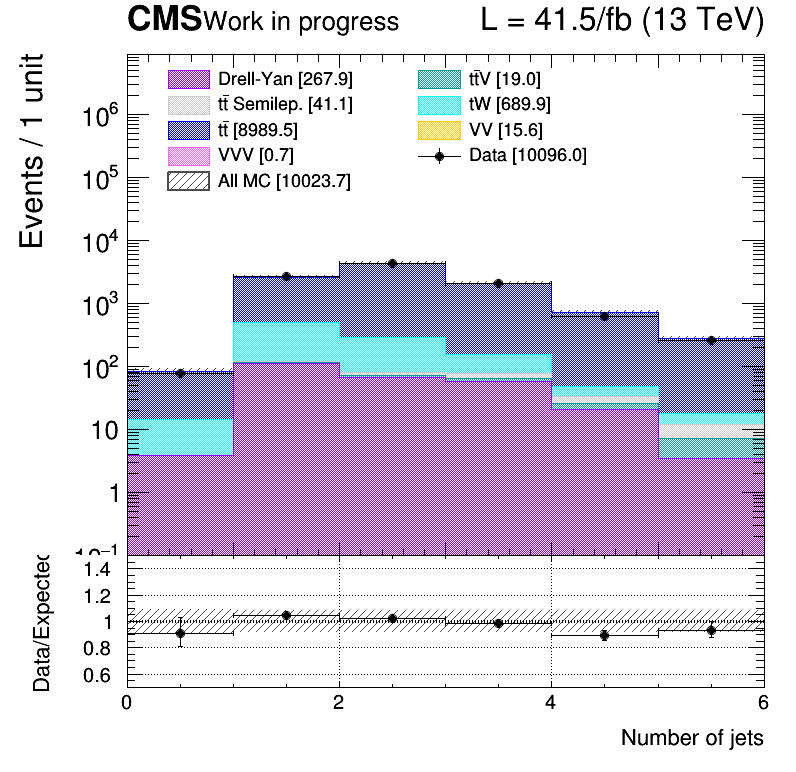 CMS Work in progress L = 41.5/fb (13 TeV)
Events / 1 unit
Drell-Yan [267.9]
tt̄ Semilep. [41.1]
tt̄ [8989.5]
VVV [0.7]
All MC [10023.7]
tt̄V [19.0]
tW [689.9]
VV [15.6]
Data [10096.0]
10⁶
10⁵
10⁴
10³
10²
10
1
10⁻¹
Data/Expected
1.4
1.2
1
0.8
0.6
0 2 4 6
Number of jets